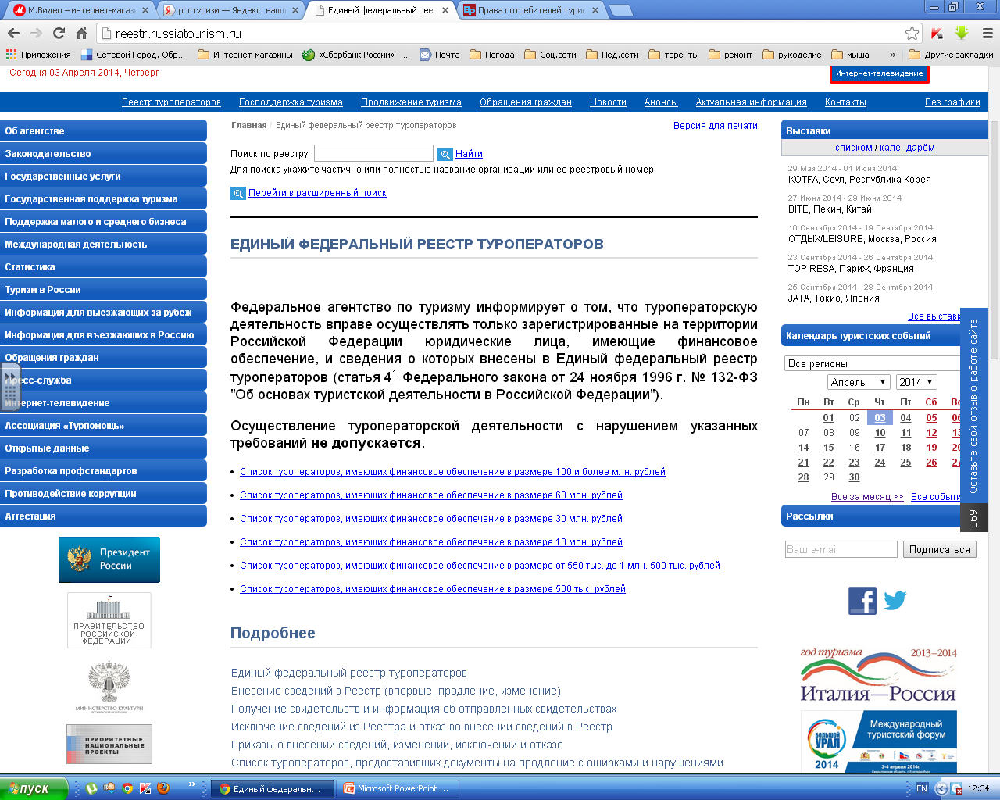 М.Видео – интернет-магаз
ростуризм — Яндекс: наш
Единый федеральный реес
Права потребителей турис
reestr.russiatourism.ru
Приложения
Сетевой Город. Обр...
Интернет-магазины
«Сбербанк России» - ...
Почта
Погода
Соц.сети
Пед.сети
торенты
ремонт
рукоделие
мыша
»
Другие закладки
Сегодня 03 Апреля 2014, Четверг
Интернет-телевидение
Реестр туроператоров
Господдержка туризма
Продвижение туризма
Обращения граждан
Новости
Анонсы
Актуальная информация
Контакты
Без графики
Об агентстве
Законодательство
Государственные услуги
Государственная поддержка туризма
Поддержка малого и среднего бизнеса
Международная деятельность
Статистика
Туризм в России
Информация для выезжающих за рубеж
Информация для въезжающих в Россию
Обращения граждан
Пресс-служба
Интернет-телевидение
Ассоциация «Турпомощь»
Открытые данные
Разработка профстандартов
Противодействие коррупции
Аттестация
Президент
России
ПРАВИТЕЛЬСТВО
РОССИЙСКОЙ
ФЕДЕРАЦИИ
МИНИСТЕРСТВО КУЛЬТУРЫ
ПРИОРИТЕТНЫЕ
НАЦИОНАЛЬНЫЕ
ПРОЕКТЫ
Главная / Единый федеральный реестр туроператоров
Версия для печати
Поиск по реестру:
Найти
Для поиска укажите частично или полностью название организации или её реестровый номер
Перейти в расширенный поиск
ЕДИНЫЙ ФЕДЕРАЛЬНЫЙ РЕЕСТР ТУРОПЕРАТОРОВ
Федеральное агентство по туризму информирует о том, что туроператорскую
деятельность вправе осуществлять только зарегистрированные на территории
Российской Федерации юридические лица, имеющие финансовое
обеспечение, и сведения о которых внесены в Единый федеральный реестр
туроператоров (статья 4¹ Федерального закона от 24 ноября 1996 г. № 132-ФЗ
"Об основах туристской деятельности в Российской Федерации").
Осуществление туроператорской деятельности с нарушением указанных
требований не допускается.
• Список туроператоров, имеющих финансовое обеспечение в размере 100 и более млн. рублей
• Список туроператоров, имеющих финансовое обеспечение в размере 60 млн. рублей
• Список туроператоров, имеющих финансовое обеспечение в размере 30 млн. рублей
• Список туроператоров, имеющих финансовое обеспечение в размере 10 млн. рублей
• Список туроператоров, имеющих финансовое обеспечение в размере от 550 тыс. до 1 млн. 500 тыс. рублей
• Список туроператоров, имеющих финансовое обеспечение в размере 500 тыс. рублей
Подробнее
Единый федеральный реестр туроператоров
Внесение сведений в Реестр (впервые, продление, изменение)
Получение свидетельств и информация об отправленных свидетельствах
Исключение сведений из Реестра и отказ во внесении сведений в Реестр
Приказы о внесении сведений, изменении, исключении и отказе
Список туроператоров, представивших документы на продление с ошибками и нарушениями
Выставки
списком / календарём
29 Мая 2014 - 01 Июня 2014
KOTFA, Сеул, Республика Корея
27 Июня 2014 - 29 Июня 2014
BITE, Пекин, Китай
16 Сентября 2014 - 19 Сентября 2014
ОТДЫХ/LEISURE, Москва, Россия
23 Сентября 2014 - 26 Сентября 2014
TOP RESA, Париж, Франция
25 Сентября 2014 - 28 Сентября 2014
JATA, Токио, Япония
Все выставк
Календарь туристских событий
Все регионы
Апрель 2014
Пн Вт Ср Чт Пт Сб Вс
01 02 03 04 05 06
07 08 09 10 11 12 13
14 15 16 17 18 19 20
21 22 23 24 25 26 27
28 29 30
Все за месяц >> Все событи
Оставьте свой отзыв о работе сайта
069
Рассылки
Ваш e-mail
Подписаться
год туризма 2013–2014
Италия—Россия
БОЛЬШОЙ
УРАЛ
2014
Международный
туристский форум
3-4 апреля 2014г.
пуск
»
Единый федеральн...
Microsoft PowerPoint ...
EN
12:34